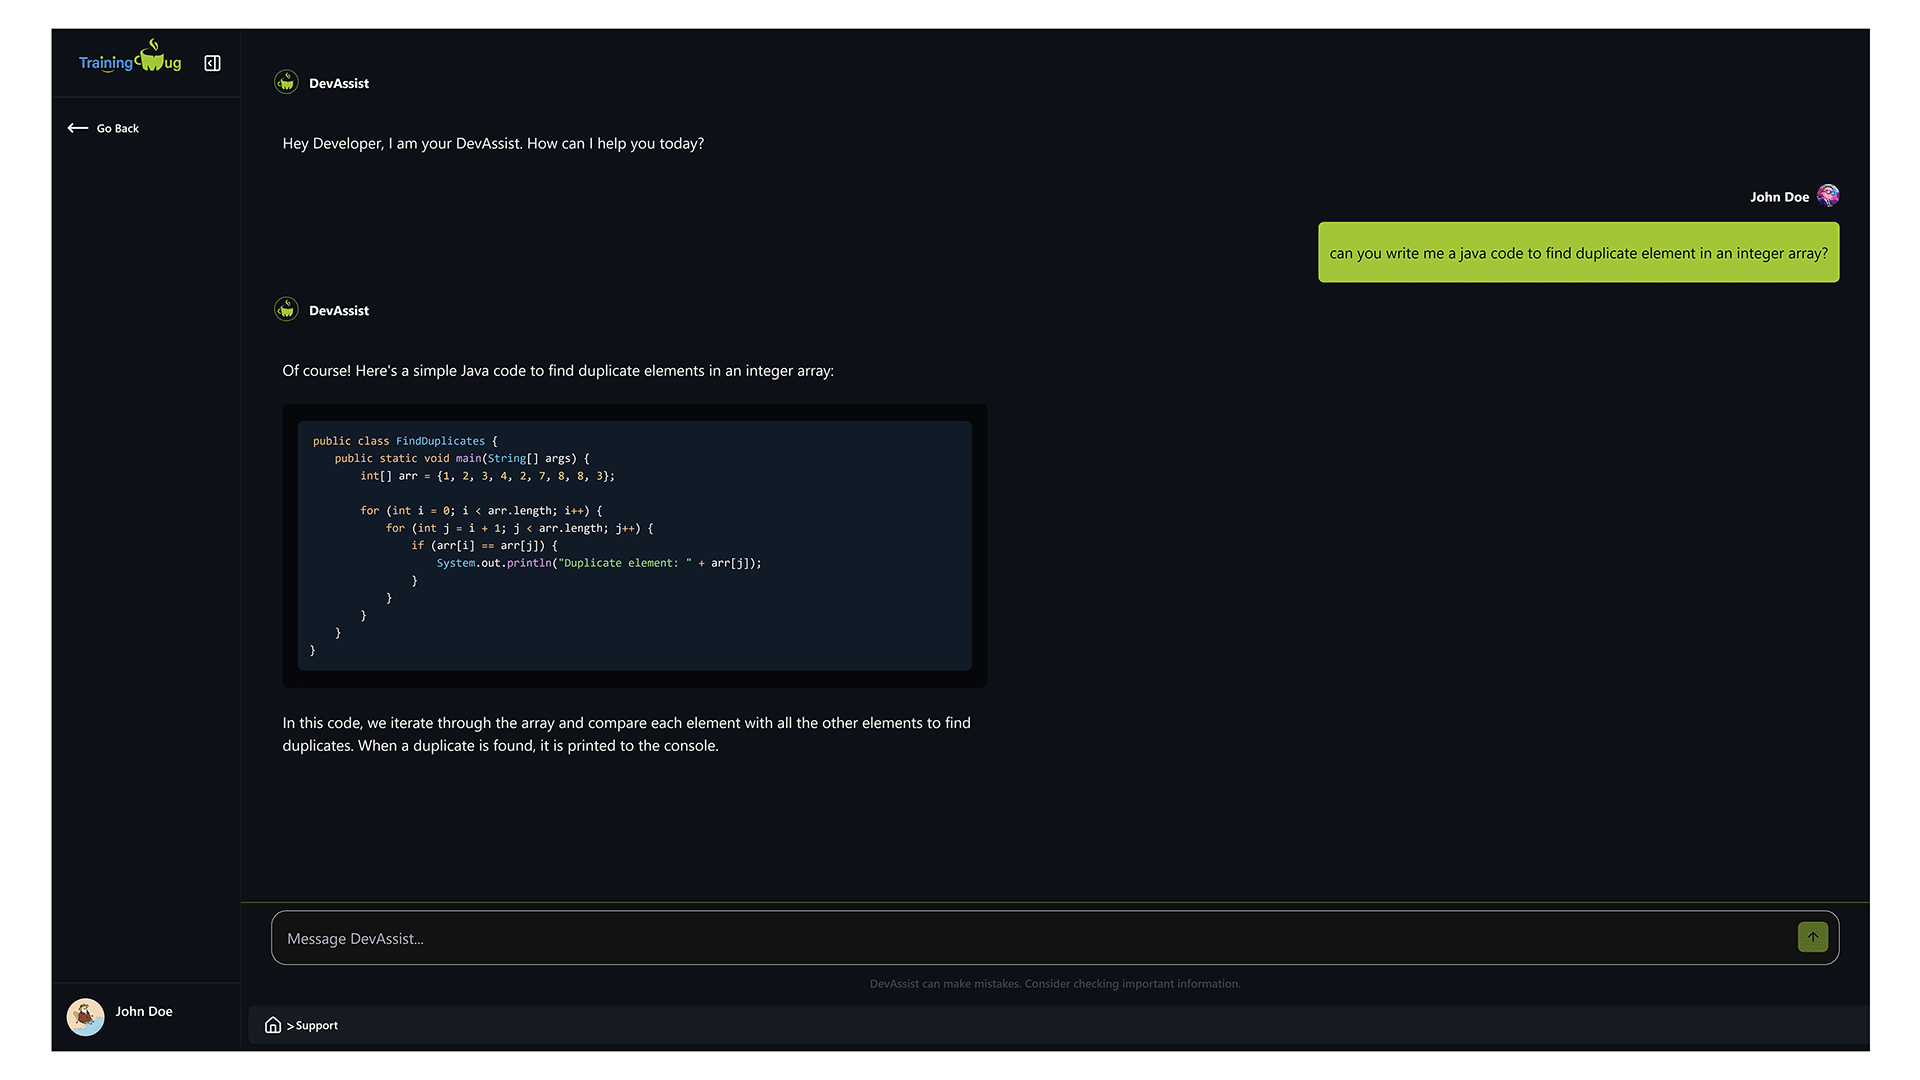 Training ug
Go Back
DevAssist
Hey Developer, I am your DevAssist. How can I help you today?
John Doe
can you write me a java code to find duplicate element in an integer array?
DevAssist
Of course! Here's a simple Java code to find duplicate elements in an integer array:
public class FindDuplicates {
    public static void main(String[] args) {
        int[] arr = {1, 2, 3, 4, 2, 7, 8, 8, 3};
        for (int i = 0; i < arr.length; i++) {
            for (int j = i + 1; j < arr.length; j++) {
                if (arr[i] == arr[j]) {
                    System.out.println("Duplicate element: " + arr[j]);
                }
            }
        }
    }
}
In this code, we iterate through the array and compare each element with all the other elements to find
duplicates. When a duplicate is found, it is printed to the console.
Message DevAssist...
DevAssist can make mistakes. Consider checking important information.
John Doe
> Support